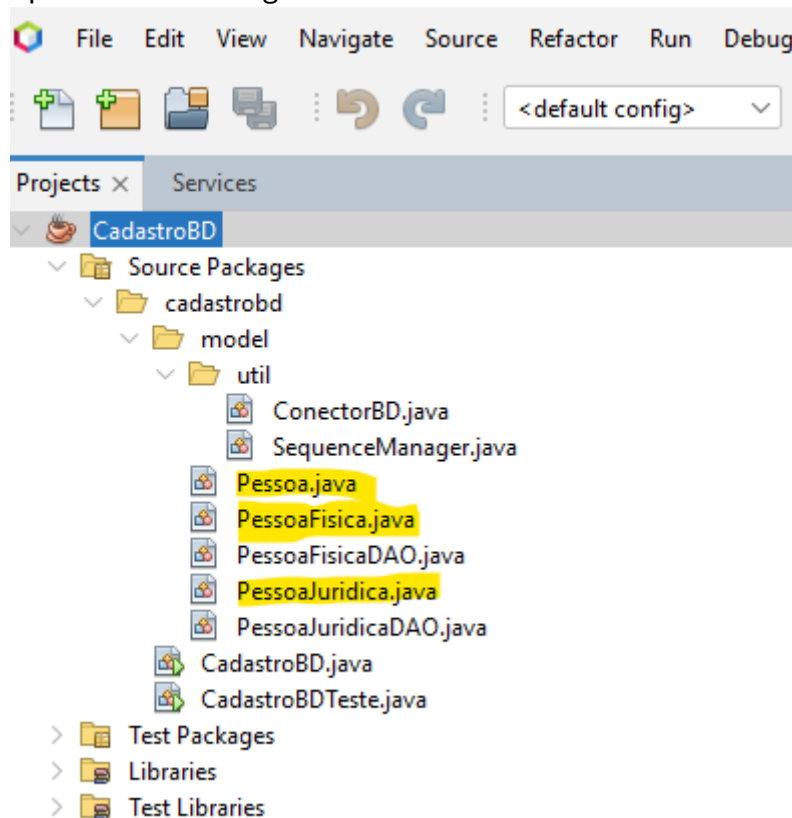 File Edit View Navigate Source Refactor Run Debug
<default config>
Projects × Services
CadastroBD
Source Packages
cadastrobd
model
util
ConectorBD.java
SequenceManager.java
Pessoa.java
PessoaFisica.java
PessoaFisicaDAO.java
PessoaJuridica.java
PessoaJuridicaDAO.java
CadastroBD.java
CadastroBDTeste.java
Test Packages
Libraries
Test Libraries